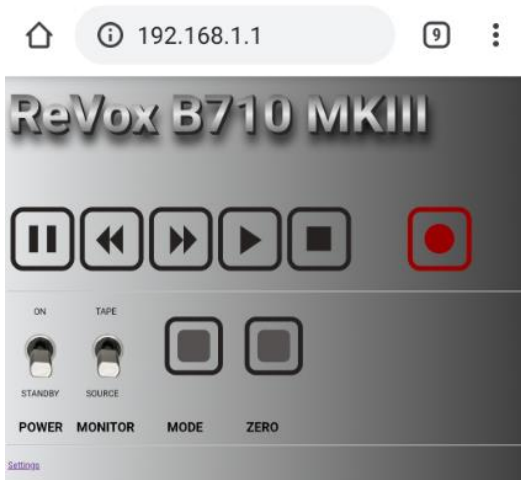 192.168.1.1
9
ReVox B710 MKIII
ON TAPE
STANDBY SOURCE
POWER MONITOR MODE ZERO
Settings